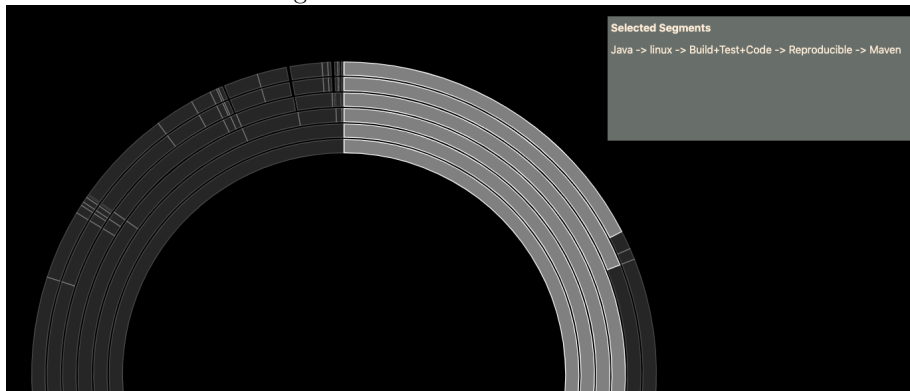 Selected Segments
Java -> linux -> Build+Test+Code -> Reproducible -> Maven